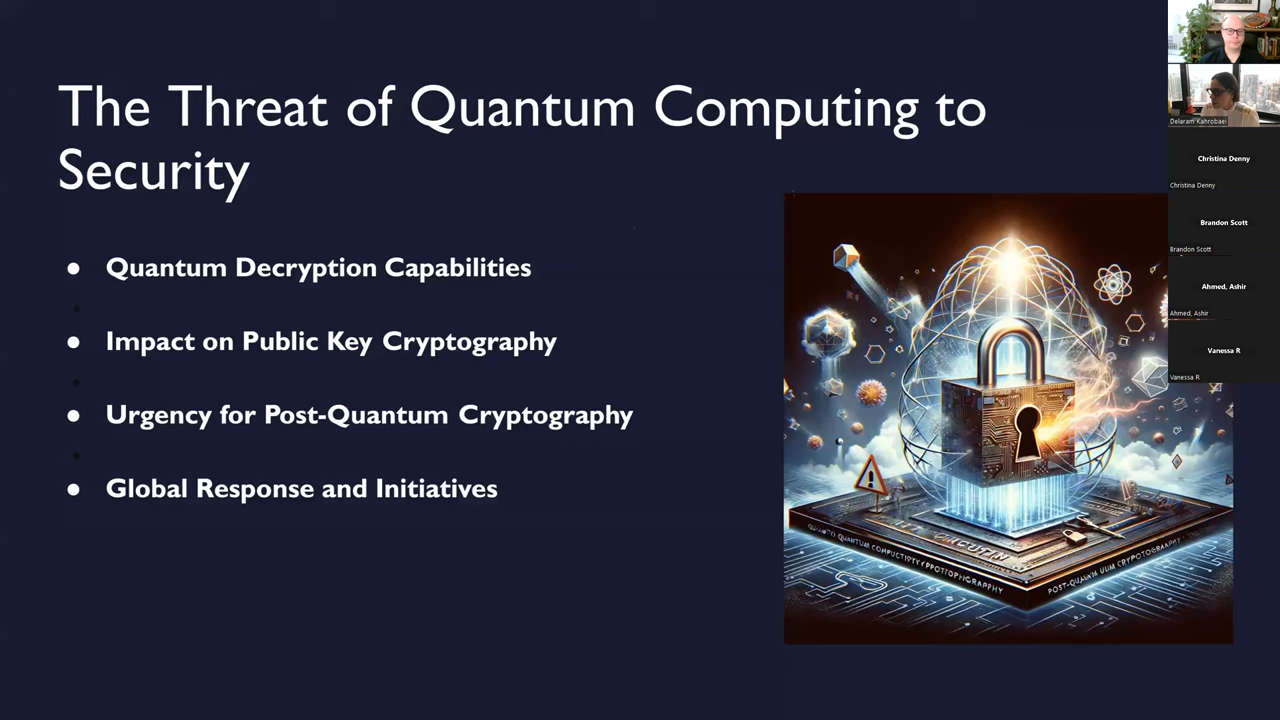 The Threat of Quantum Computing to
Security
● Quantum Decryption Capabilities
● Impact on Public Key Cryptography
● Urgency for Post-Quantum Cryptography
● Global Response and Initiatives
Delaram Kahrobaei
Christina Denny
Christina Denny
Brandon Scott
Brandon Scott
Ahmed, Ashir
Ahmed, Ashir
Vanessa R
Vanessa R